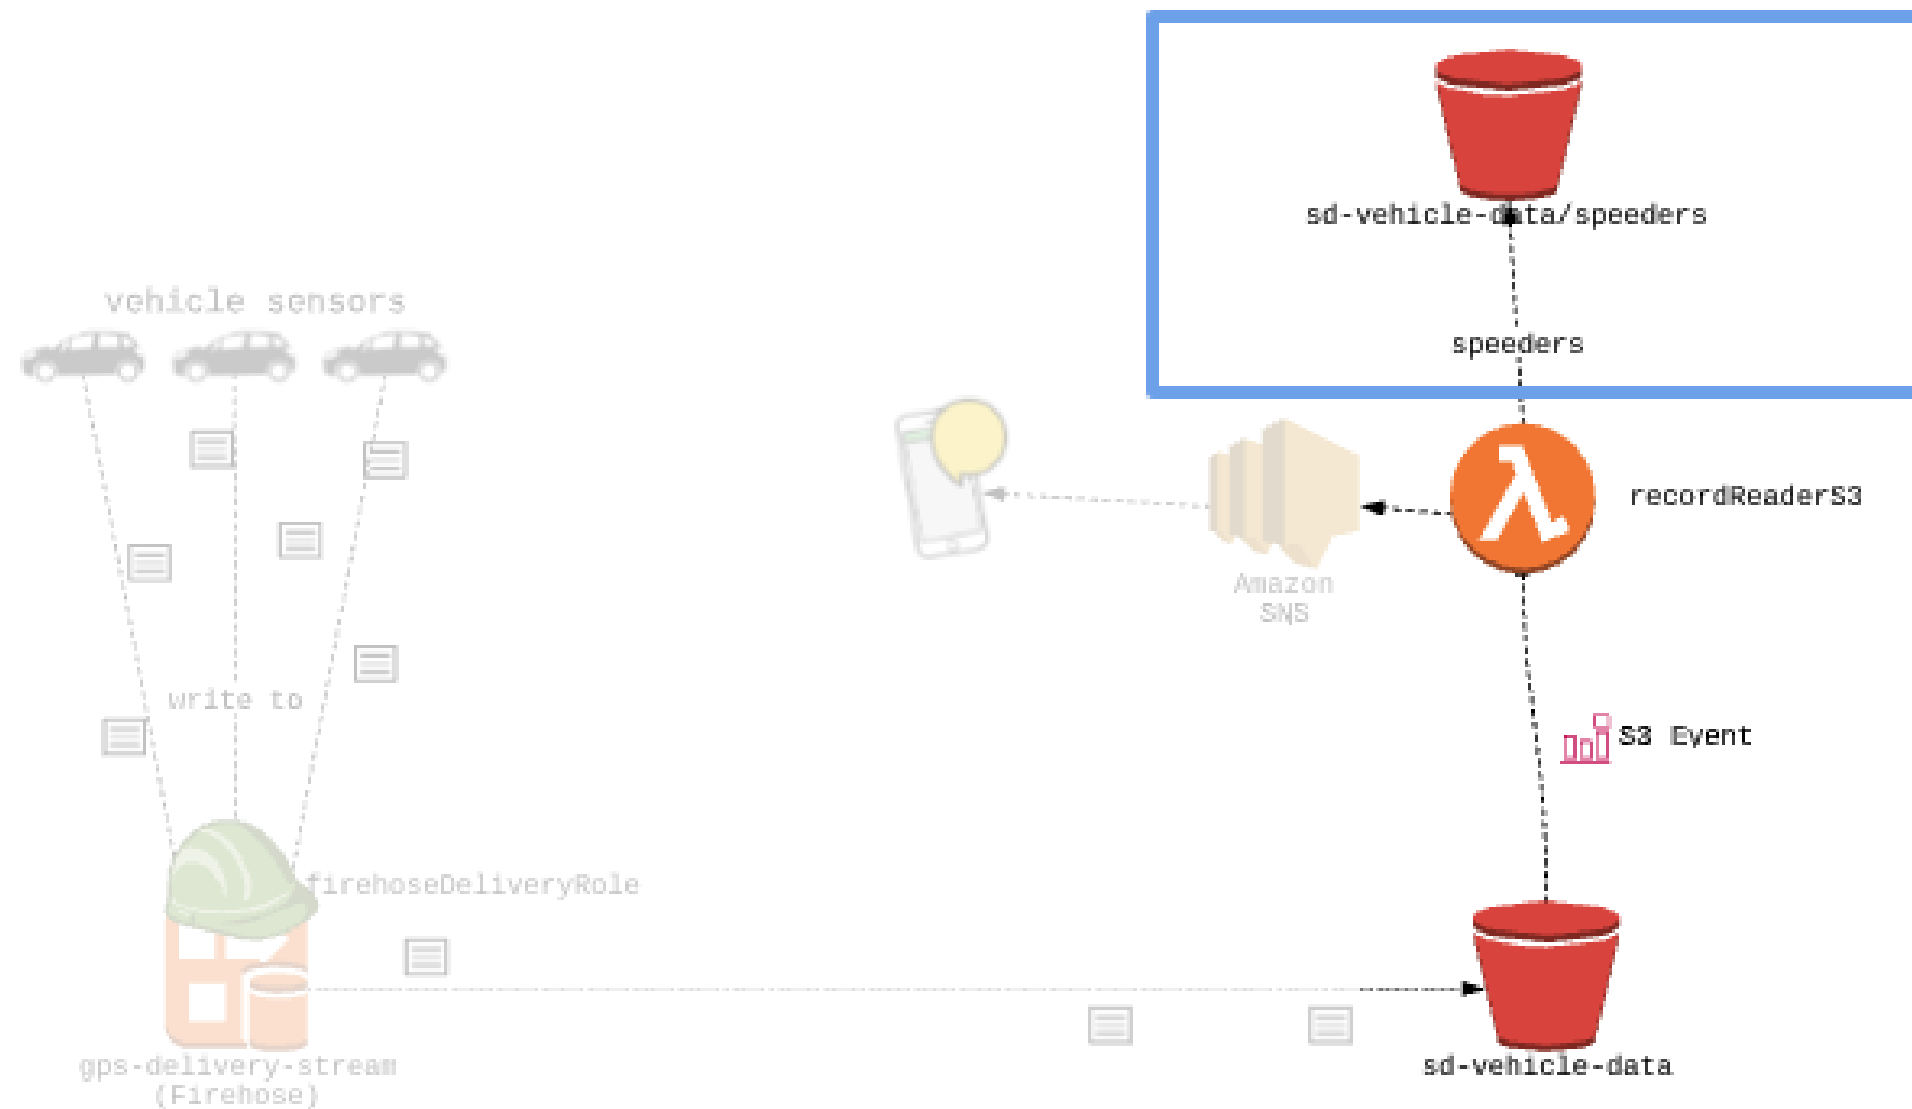 sd-vehicle-data/speeders
vehicle sensors
speeders
recordReaderS3
Amazon
SNS
write to
S3 Event
firehoseDeliveryRole
gps-delivery-stream
(Firehose)
sd-vehicle-data